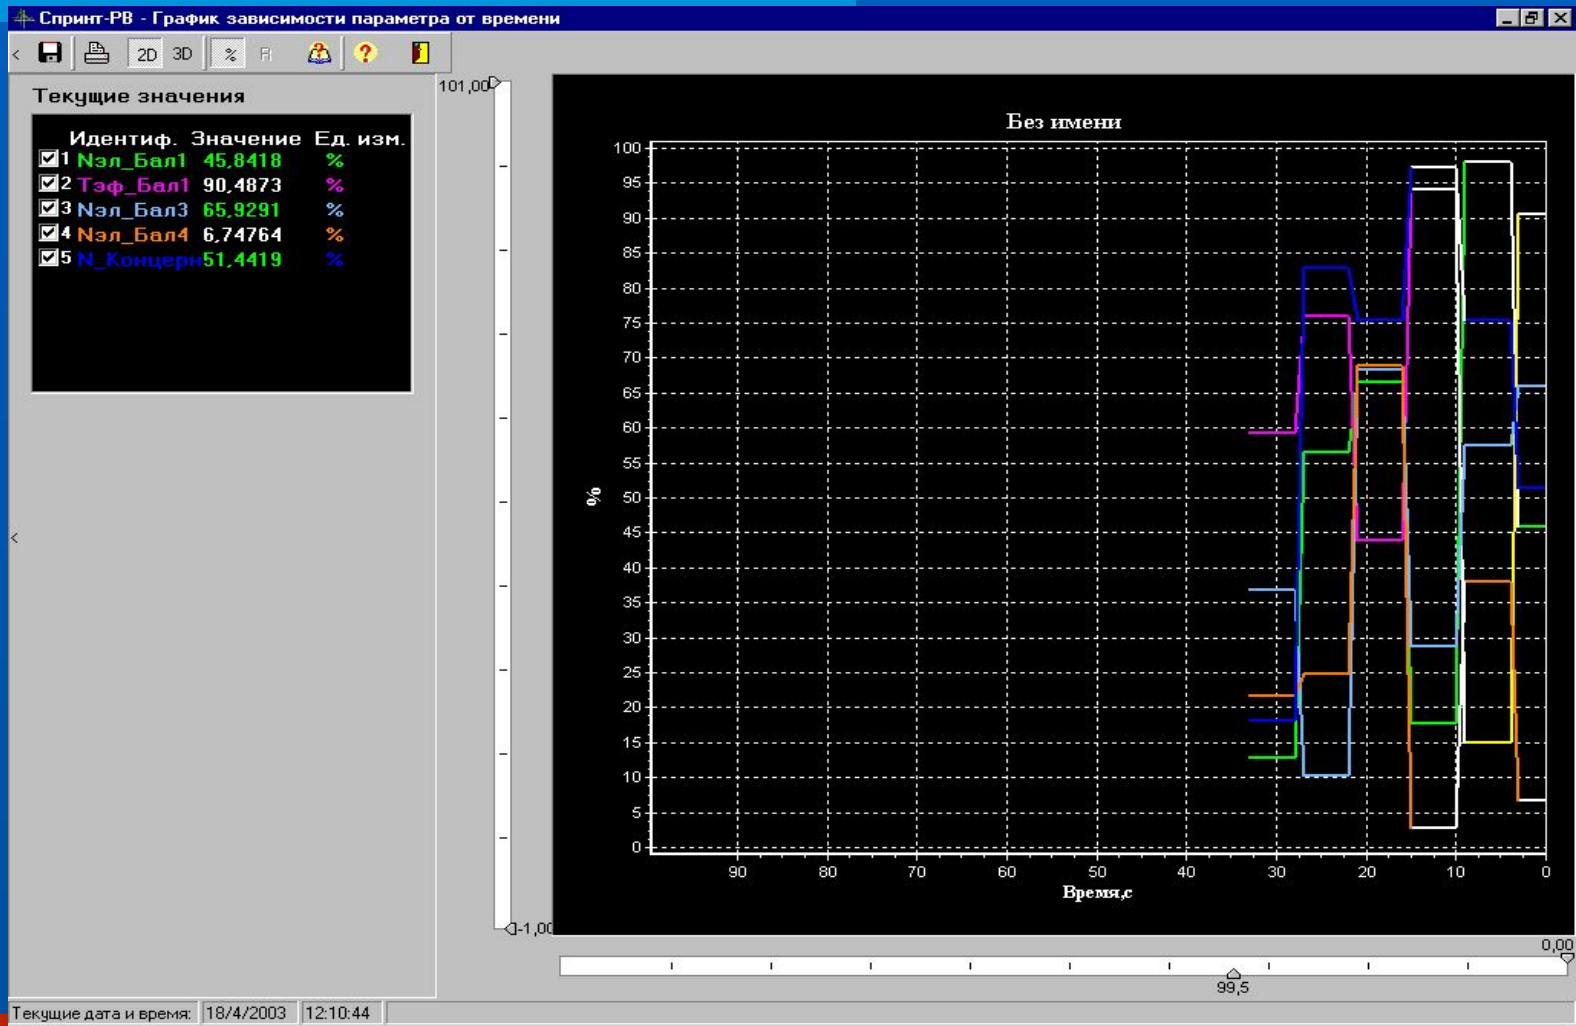 Спринт-РВ - График зависимости параметра от времени
< 2D 3D % R ? ?
Текущие значения
Идентиф. Значение Ед. изм.
1 Nэл_Бал1 45,8418 %
2 Тэф_Бал1 90,4873 %
3 Nэл_Бал3 65,9291 %
4 Nэл_Бал4 6,74764 %
5 N_Концерн 51,4419 %
<
101,00
-1,00
Без имени
100
95
90
85
80
75
70
65
60
55
50
45
40
35
30
25
20
15
10
5
0
%
90 80 70 60 50 40 30 20 10 0
Время,с
0,00
99,5
Текущие дата и время: 18/4/2003 12:10:44